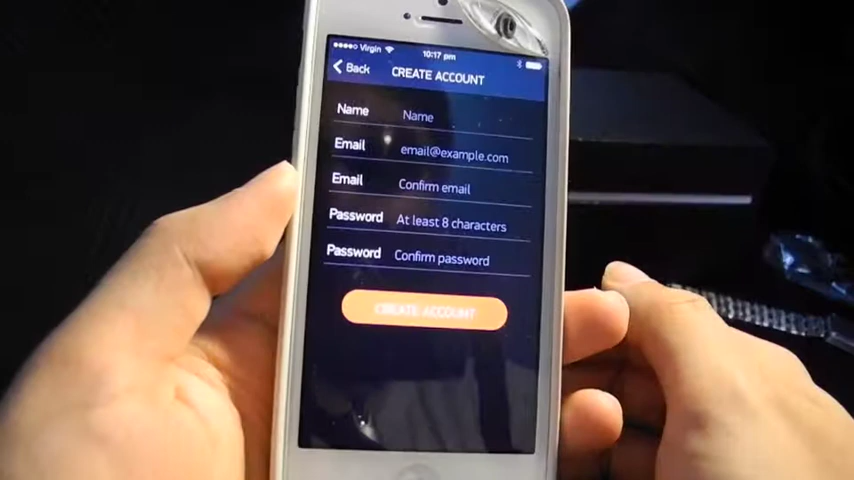 Virgin 10:17 pm
Back CREATE ACCOUNT
Name Name
Email email@example.com
Email Confirm email
Password At least 8 characters
Password Confirm password
CREATE ACCOUNT